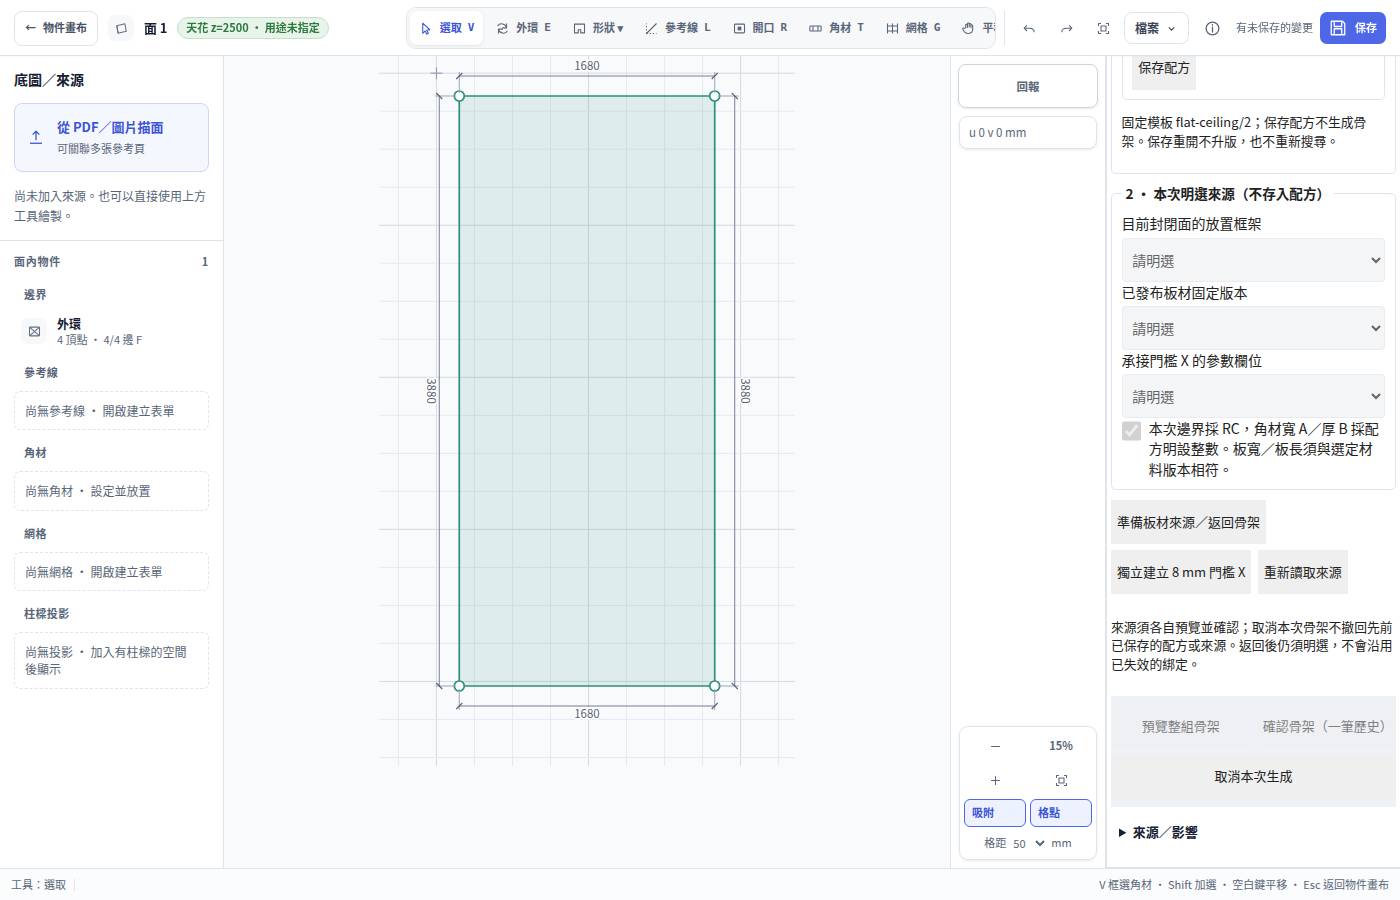 物件畫布
面 1
天花 z=2500・用途未指定
選取 V
外環 E
形狀▾
參考線 L
開口 R
角材 T
網格 G
檔案
有未保存的變更
保存
底圖／來源
從 PDF／圖片描面
可關聯多張參考頁
尚未加入來源。也可以直接使用上方
工具繪製。
面內物件 1
邊界
外環
4 頂點・4/4 邊 F
參考線
尚無參考線・開啟建立表單
角材
尚無角材・設定並放置
網格
尚無網格・開啟建立表單
柱樑投影
尚無投影・加入有柱樑的空間
後顯示
1680
3880
3880
1680
回報
u 0 v 0 mm
15%
吸附
格點
格距 50 mm
保存配方
固定模板 flat-ceiling/2；保存配方不生成骨
架。保存重開不升版，也不重新搜尋。
2・本次明選來源（不存入配方）
目前封閉面的放置框架
請明選
已發布板材固定版本
請明選
承接門檻 X 的參數欄位
請明選
本次邊界採 RC，角材寬 A／厚 B 採配
方明設整數。板寬／板長須與選定材
料版本相符。
準備板材來源／返回骨架
獨立建立 8 mm 門檻 X
重新讀取來源
來源須各自預覽並確認；取消本次骨架不撤回先前
已保存的配方或來源。返回後仍須明選，不會沿用
已失效的綁定。
預覽整組骨架
確認骨架（一筆歷史）
取消本次生成
▶ 來源／影響
工具：選取
V 框選角材・Shift 加選・空白鍵平移・Esc 返回物件畫布